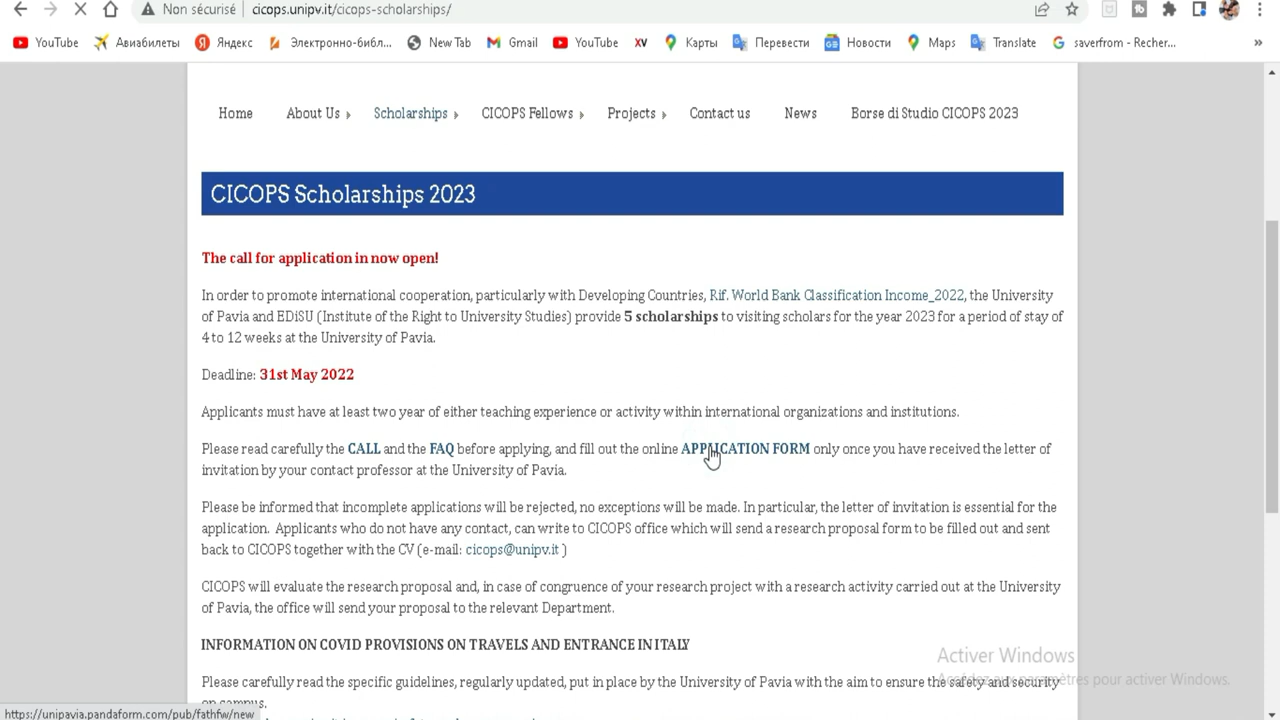 Non sécurisé
cicops.unipv.it/cicops-scholarships/
YouTube Авиабилеты Яндекс Электронно-библ... New Tab Gmail YouTube XV Карты Перевести Новости Maps Translate saverfrom - Recher... »
Home About Us Scholarships CICOPS Fellows Projects Contact us News Borse di Studio CICOPS 2023
CICOPS Scholarships 2023
The call for application in now open!
In order to promote international cooperation, particularly with Developing Countries, Rif. World Bank Classification Income_2022, the University
of Pavia and EDiSU (Institute of the Right to University Studies) provide 5 scholarships to visiting scholars for the year 2023 for a period of stay of
4 to 12 weeks at the University of Pavia.
Deadline: 31st May 2022
Applicants must have at least two year of either teaching experience or activity within international organizations and institutions.
Please read carefully the CALL and the FAQ before applying, and fill out the online APPLICATION FORM only once you have received the letter of
invitation by your contact professor at the University of Pavia.
Please be informed that incomplete applications will be rejected, no exceptions will be made. In particular, the letter of invitation is essential for the
application. Applicants who do not have any contact, can write to CICOPS office which will send a research proposal form to be filled out and sent
back to CICOPS together with the CV (e-mail: cicops@unipv.it )
CICOPS will evaluate the research proposal and, in case of congruence of your research project with a research activity carried out at the University
of Pavia, the office will send your proposal to the relevant Department.
INFORMATION ON COVID PROVISIONS ON TRAVELS AND ENTRANCE IN ITALY
Activer Windows
Accédez aux paramètres pour activer Windows.
Please carefully read the specific guidelines, regularly updated, put in place by the University of Pavia with the aim to ensure the safety and security
on campus.
https://unipavia.pandaform.com/pub/fathfw/new